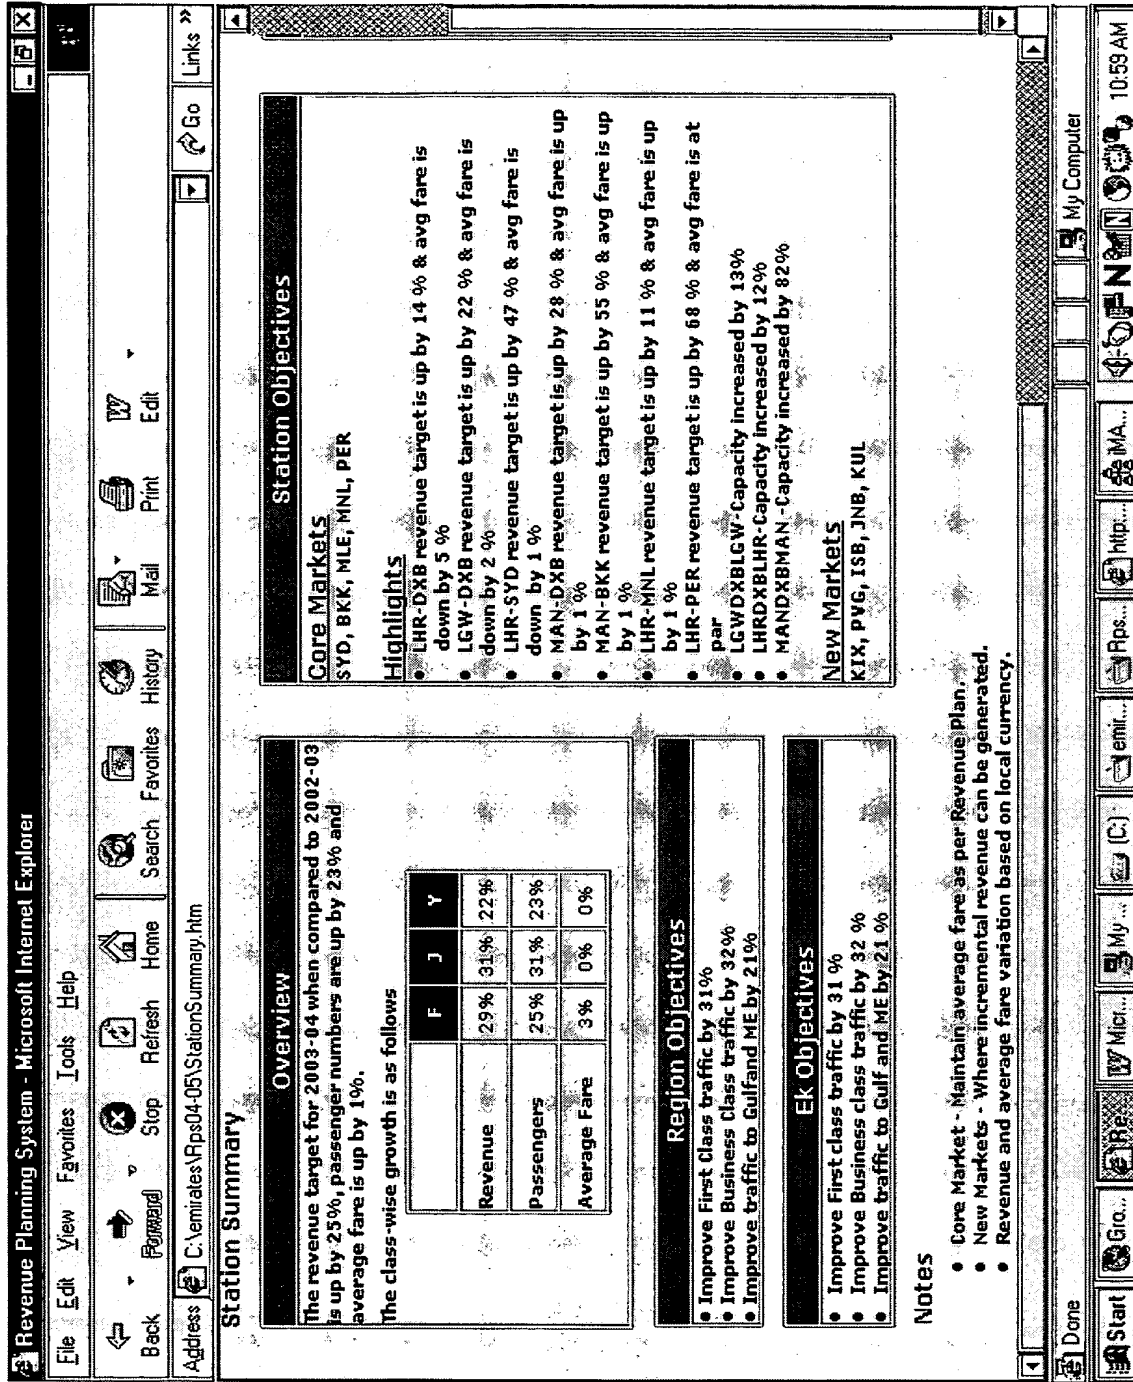 Revenue Planning System - Microsoft Internet Explorer
File Edit View Favorites Tools Help
Back Forward Stop Refresh Home Search Favorites History Mail Print Edit
Address C:\emirates\Rps04-05\StationSummary.htm Go Links »
Station Summary
Overview
The revenue target for 2003-04 when compared to 2002-03
is up by 25%, passenger numbers are up by 23% and
average fare is up by 1%.
The class-wise growth is as follows
F J Y
Revenue 29% 31% 22%
Passengers 25% 31% 23%
Average Fare 3% 0% 0%
Region Objectives
• Improve First Class traffic by 31%
• Improve Business Class traffic by 32%
• Improve traffic to Gulf and ME by 21%
Ek Objectives
• Improve First class traffic by 31 %
• Improve Business class traffic by 32 %
• Improve traffic to Gulf and ME by 21 %
Station Objectives
Core Markets
SYD, BKK, MLE, MNL, PER
Highlights
• LHR-DXB revenue target is up by 14 % & avg fare is
down by 5 %
• LGW-DXB revenue target is up by 22 % & avg fare is
down by 2 %
• LHR-SYD revenue target is up by 47 % & avg fare is
down by 1 %
• MAN-DXB revenue target is up by 28 % & avg fare is up
by 1 %
• MAN-BKK revenue target is up by 55 % & avg fare is up
by 1 %
• LHR-MNL revenue target is up by 11 % & avg fare is up
by 1 %
• LHR-PER revenue target is up by 68 % & avg fare is at
par
• LGWDXBLGW-Capacity increased by 13%
• LHRDXBLHR-Capacity increased by 12%
• MANDXBMAN-Capacity increased by 82%
New Markets
KIX, PVG, ISB, JNB, KUL
Notes
• Core Market - Maintain average fare as per Revenue Plan.
• New Markets - Where incremental revenue can be generated.
• Revenue and average fare variation based on local currency.
Done My Computer
Start Gro... Re... Micr... My ... (C:) emir... Rps... http:... MA... 10:59 AM